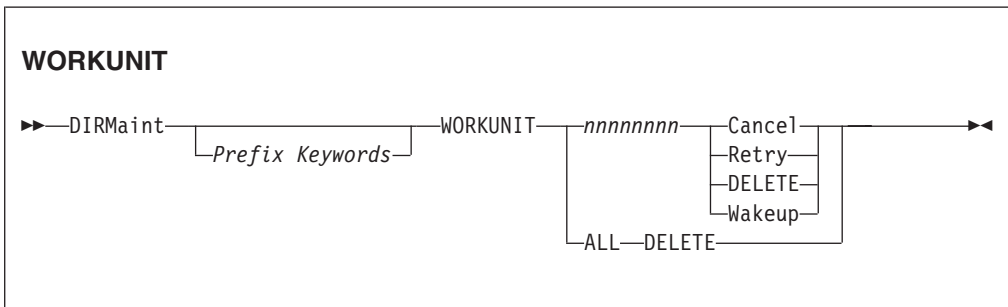 WORKUNIT
DIRMaint
Prefix Keywords
WORKUNIT
nnnnnnnn
Cancel
Retry
DELETE
Wakeup
ALL DELETE